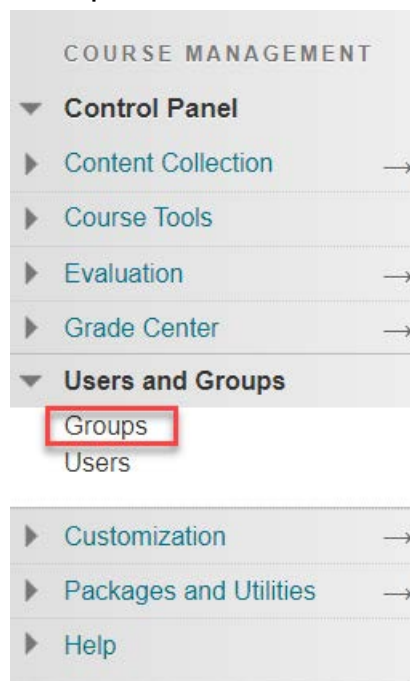 COURSE MANAGEMENT
Control Panel
Content Collection
Course Tools
Evaluation
Grade Center
Users and Groups
Groups
Users
Customization
Packages and Utilities
Help